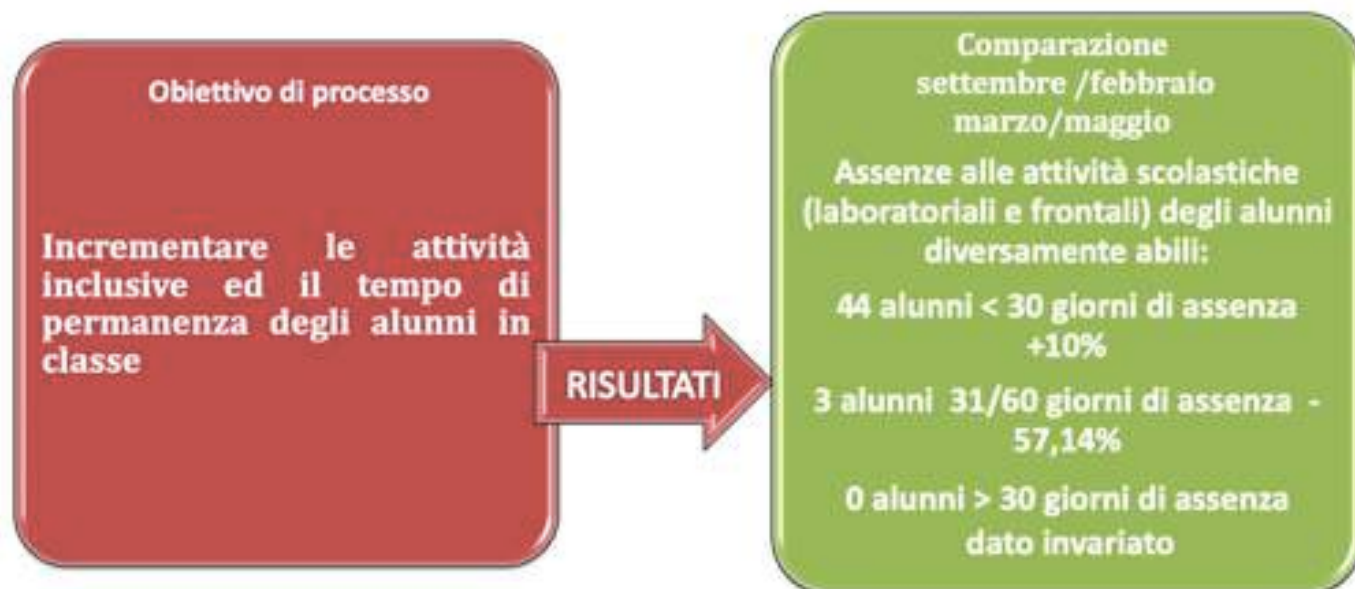 Obiettivo di processo
Incrementare le attività
inclusive ed il tempo di
permanenza degli alunni in
classe
RISULTATI
Comparazione
settembre /febbraio
marzo/maggio
Assenze alle attività scolastiche
(laboratoriali e frontali) degli alunni
diversamente abili:
44 alunni < 30 giorni di assenza
+10%
3 alunni 31/60 giorni di assenza -
57,14%
0 alunni > 30 giorni di assenza
dato invariato